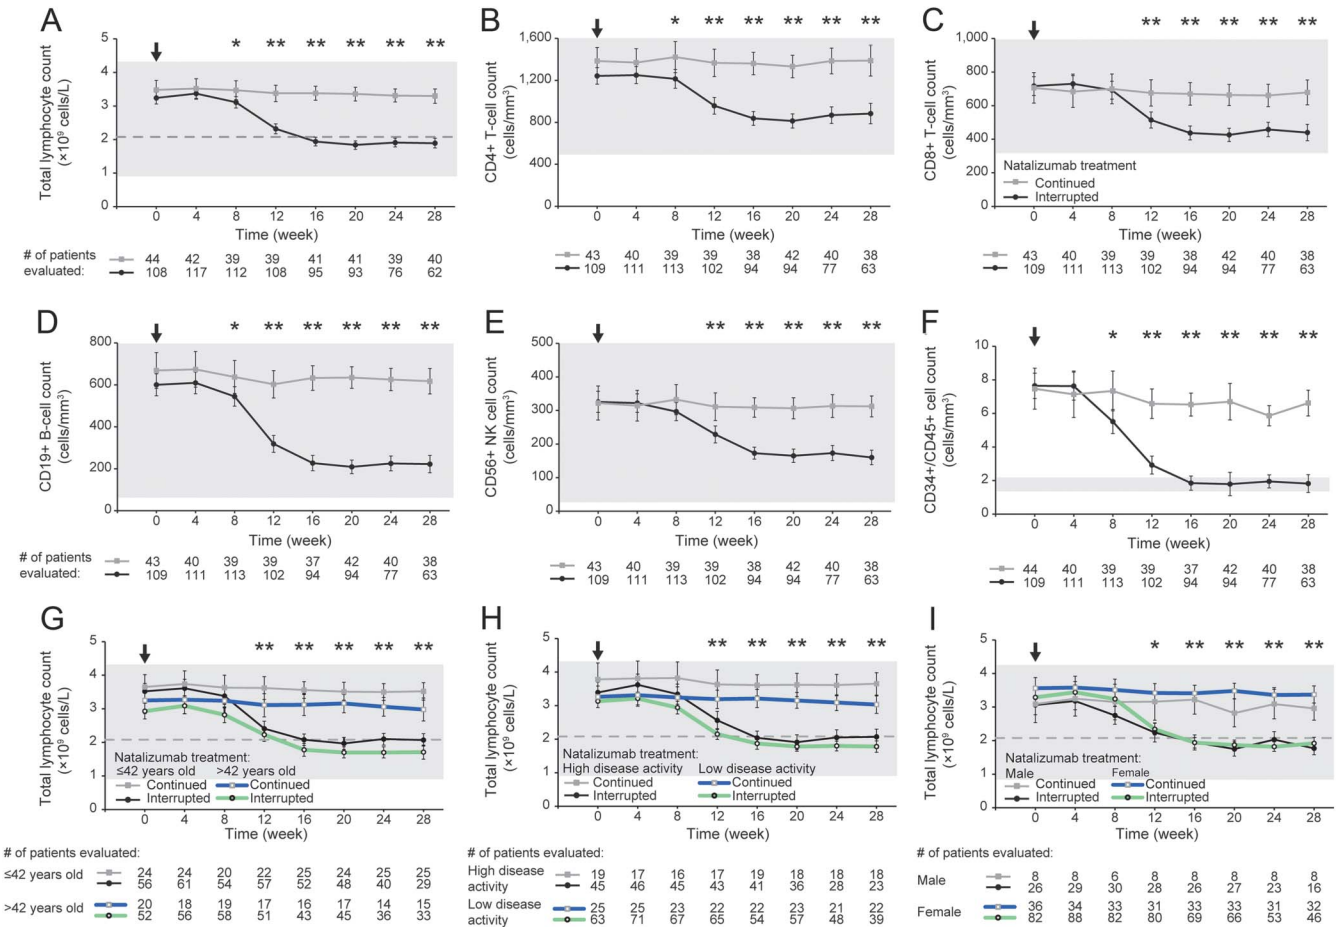 A
Total lymphocyte count
(×10⁹ cells/L)
5
4
3
2
1
0
* ** ** ** ** **
0 4 8 12 16 20 24 28
Time (week)
# of patients
evaluated:
44 42 39 39 41 41 39 40
108 117 112 108 95 93 76 62
B
CD4+ T-cell count
(cells/mm³)
1,600
1,200
800
400
0
* ** ** ** ** **
0 4 8 12 16 20 24 28
Time (week)
43 40 39 39 38 42 40 38
109 111 113 102 94 94 77 63
C
CD8+ T-cell count
(cells/mm³)
1,000
800
600
400
200
0
** ** ** ** **
Natalizumab treatment
Continued
Interrupted
0 4 8 12 16 20 24 28
Time (week)
43 40 39 39 38 42 40 38
109 111 113 102 94 94 77 63
D
CD19+ B-cell count
(cells/mm³)
800
600
400
200
0
* ** ** ** ** **
0 4 8 12 16 20 24 28
Time (week)
# of patients
evaluated:
43 40 39 39 37 42 40 38
109 111 113 102 94 94 77 63
E
CD56+ NK cell count
(cells/mm³)
500
400
300
200
100
0
** ** ** ** **
0 4 8 12 16 20 24 28
Time (week)
43 40 39 39 38 42 40 38
109 111 113 102 94 94 77 63
F
CD34+/CD45+ cell count
(cells/mm³)
10
8
6
4
2
0
* ** ** ** ** **
0 4 8 12 16 20 24 28
Time (week)
44 40 39 39 37 42 40 38
109 111 113 102 94 94 77 63
G
Total lymphocyte count
(×10⁹ cells/L)
5
4
3
2
1
0
** ** ** ** **
Natalizumab treatment:
≤42 years old >42 years old
Continued Continued
Interrupted Interrupted
0 4 8 12 16 20 24 28
Time (week)
# of patients evaluated:
≤42 years old
24 24 20 22 25 24 25 25
56 61 54 57 52 48 40 29
>42 years old
20 18 19 17 16 17 14 15
52 56 58 51 43 45 36 33
H
Total lymphocyte count
(×10⁹ cells/L)
5
4
3
2
1
0
** ** ** ** **
Natalizumab treatment:
High disease activity Low disease activity
Continued Continued
Interrupted Interrupted
0 4 8 12 16 20 24 28
Time (week)
# of patients evaluated:
High disease
activity
19 17 16 17 19 18 18 18
45 46 45 43 41 36 28 23
Low disease
activity
25 25 23 22 22 23 21 22
63 71 67 65 54 57 48 39
I
Total lymphocyte count
(×10⁹ cells/L)
5
4
3
2
1
0
* ** ** ** **
Natalizumab treatment:
Male Female
Continued Continued
Interrupted Interrupted
0 4 8 12 16 20 24 28
Time (week)
# of patients evaluated:
Male
8 8 6 8 8 8 8 8
26 29 30 28 26 27 23 16
Female
36 34 33 31 33 33 31 32
82 88 82 80 69 66 53 46